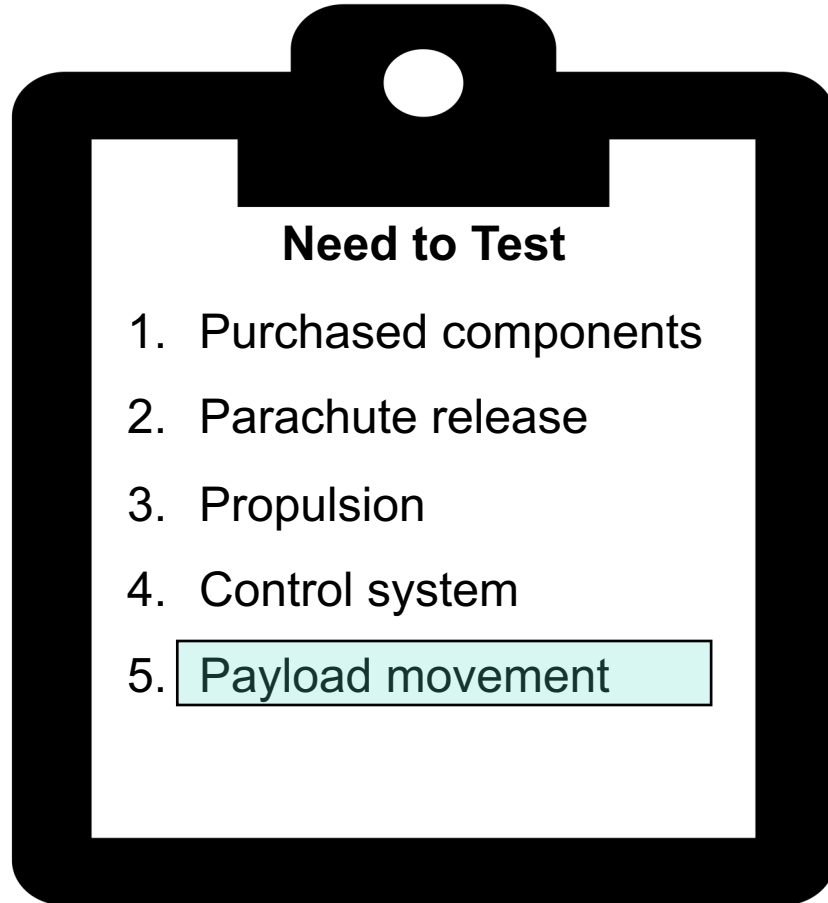 Need to Test
1. Purchased components
2. Parachute release
3. Propulsion
4. Control system
5. Payload movement